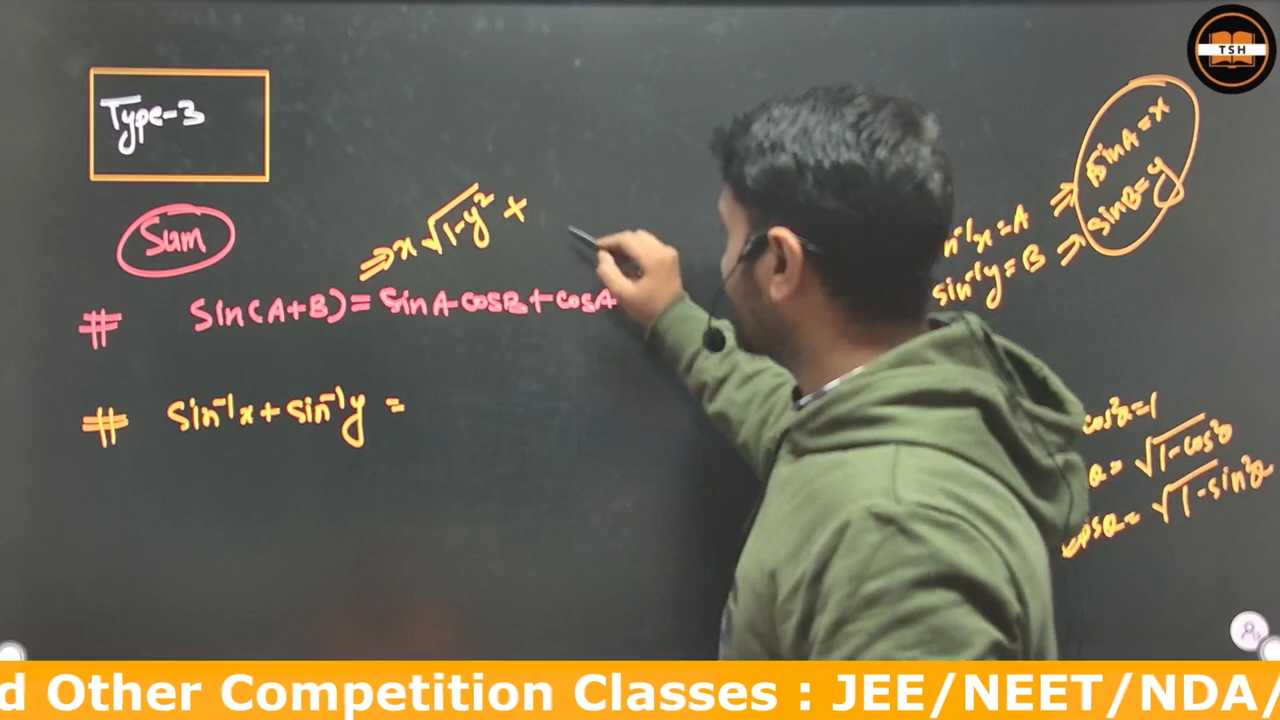 TSH
Type-3
Sum
⇒ x √1-y² +
# Sin(A+B) = SinA cosB + cosA
# Sin⁻¹x + Sin⁻¹y =
n⁻¹x = A ⇒ SinA = x
sin⁻¹y = B ⇒ sinB = y
cos²θ = 1
θ = √1-cos²θ
cosθ = √1-sin²θ
d Other Competition Classes : JEE/NEET/NDA/